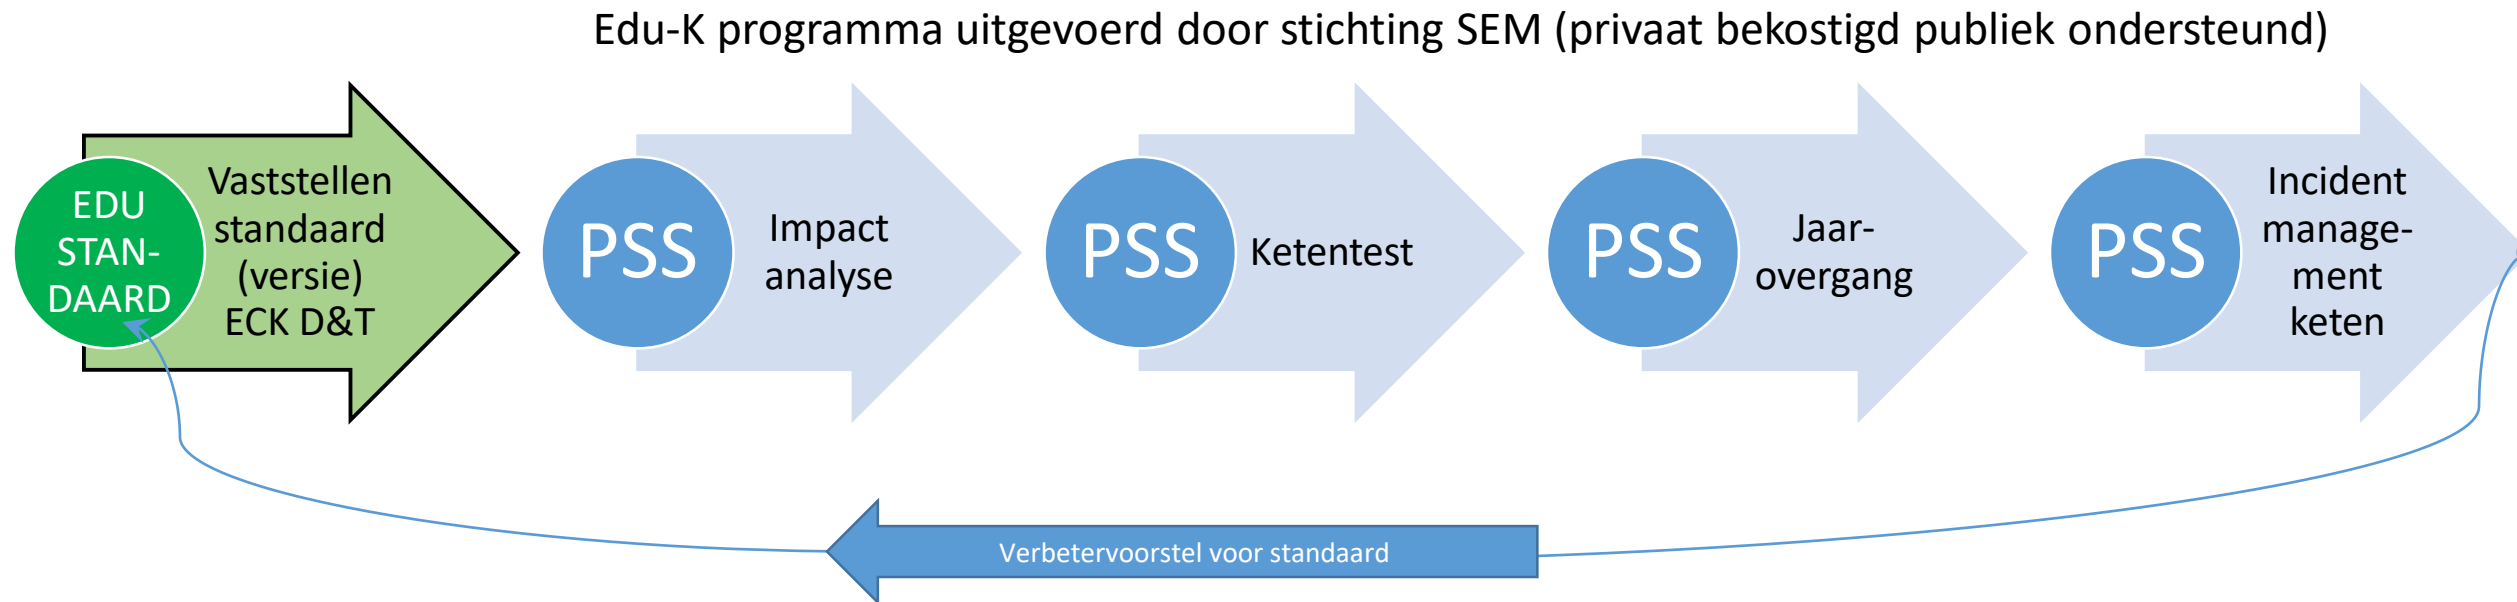 Edu-K programma uitgevoerd door stichting SEM (privaat bekostigd publiek ondersteund)
EDU
STAN-
DAARD
Vaststellen
standaard
(versie)
ECK D&T
PSS
Impact
analyse
PSS
Ketentest
PSS
Jaar-
overgang
PSS
Incident
manage-
ment
keten
Verbetervoorstel voor standaard